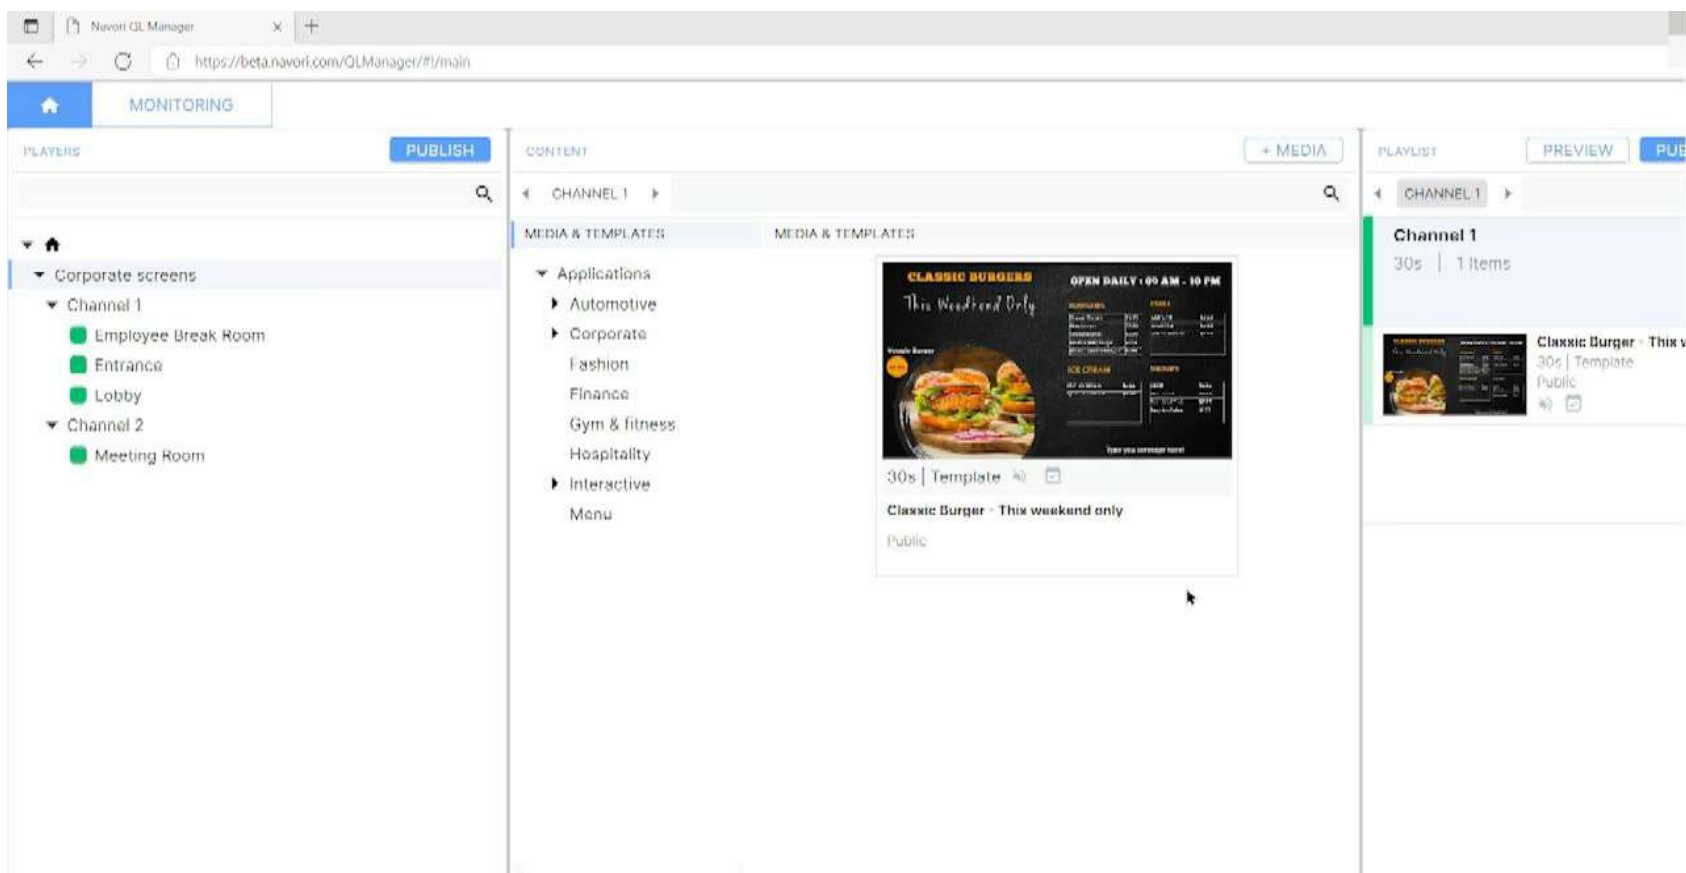 Navori QL Manager
https://beta.navori.com/QLManager/#!/main
MONITORING
PLAYERS
PUBLISH
Corporate screens
Channel 1
Employee Break Room
Entrance
Lobby
Channel 2
Meeting Room
CONTENT
+ MEDIA
CHANNEL 1
MEDIA & TEMPLATES
MEDIA & TEMPLATES
Applications
Automotive
Corporate
Fashion
Finance
Gym & fitness
Hospitality
Interactive
Menu
CLASSIC BURGERS
This Weekend Only
OPEN DAILY : 09 AM - 10 PM
ICE CREAM
30s | Template
Classic Burger - This weekend only
Public
PLAYLIST
PREVIEW
PUB
CHANNEL 1
Channel 1
30s | 1 Items
Classic Burger - This w
30s | Template
Public